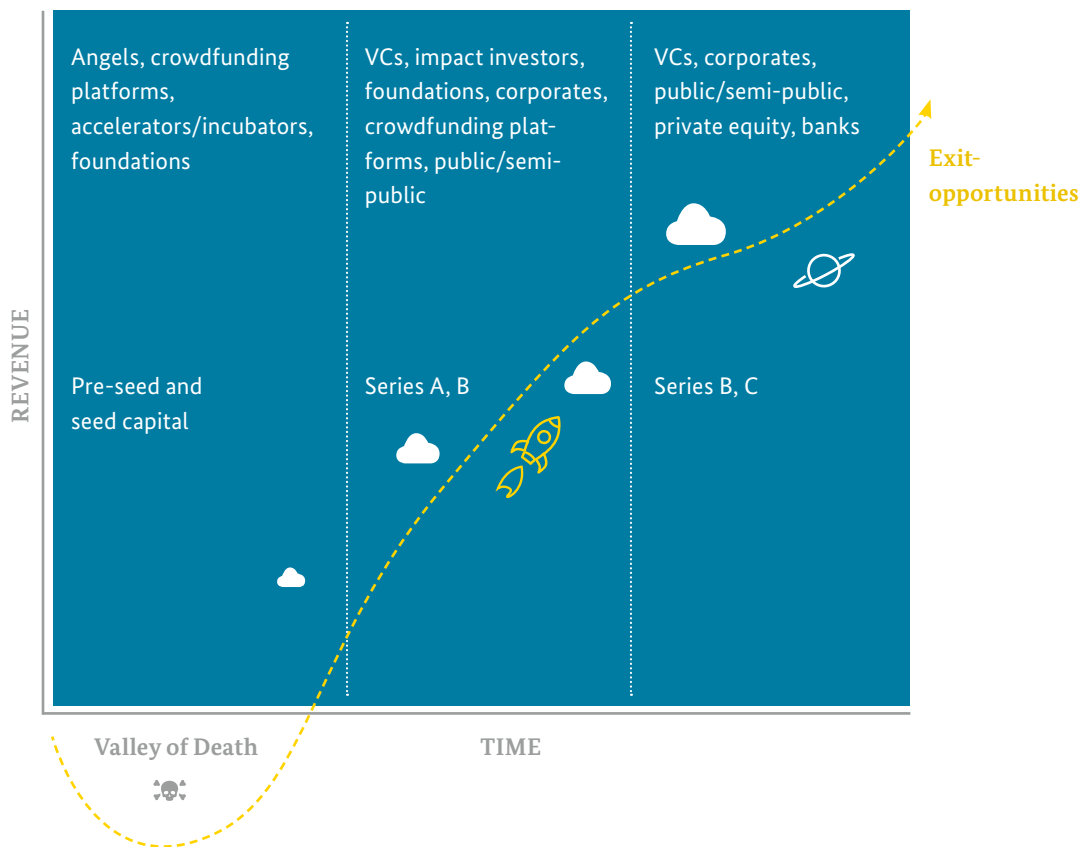 Angels, crowdfunding
platforms,
accelerators/incubators,
foundations
VCs, impact investors,
foundations, corporates,
crowdfunding plat-
forms, public/semi-
public
VCs, corporates,
public/semi-public,
private equity, banks
Exit-
opportunities
REVENUE
Pre-seed and
seed capital
Series A, B
Series B, C
Valley of Death
TIME